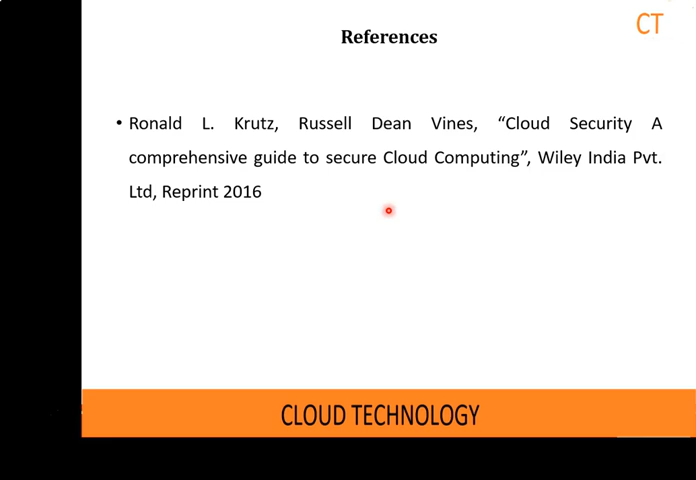 CT
References
• Ronald L. Krutz, Russell Dean Vines, “Cloud Security A
comprehensive guide to secure Cloud Computing”, Wiley India Pvt.
Ltd, Reprint 2016
CLOUD TECHNOLOGY